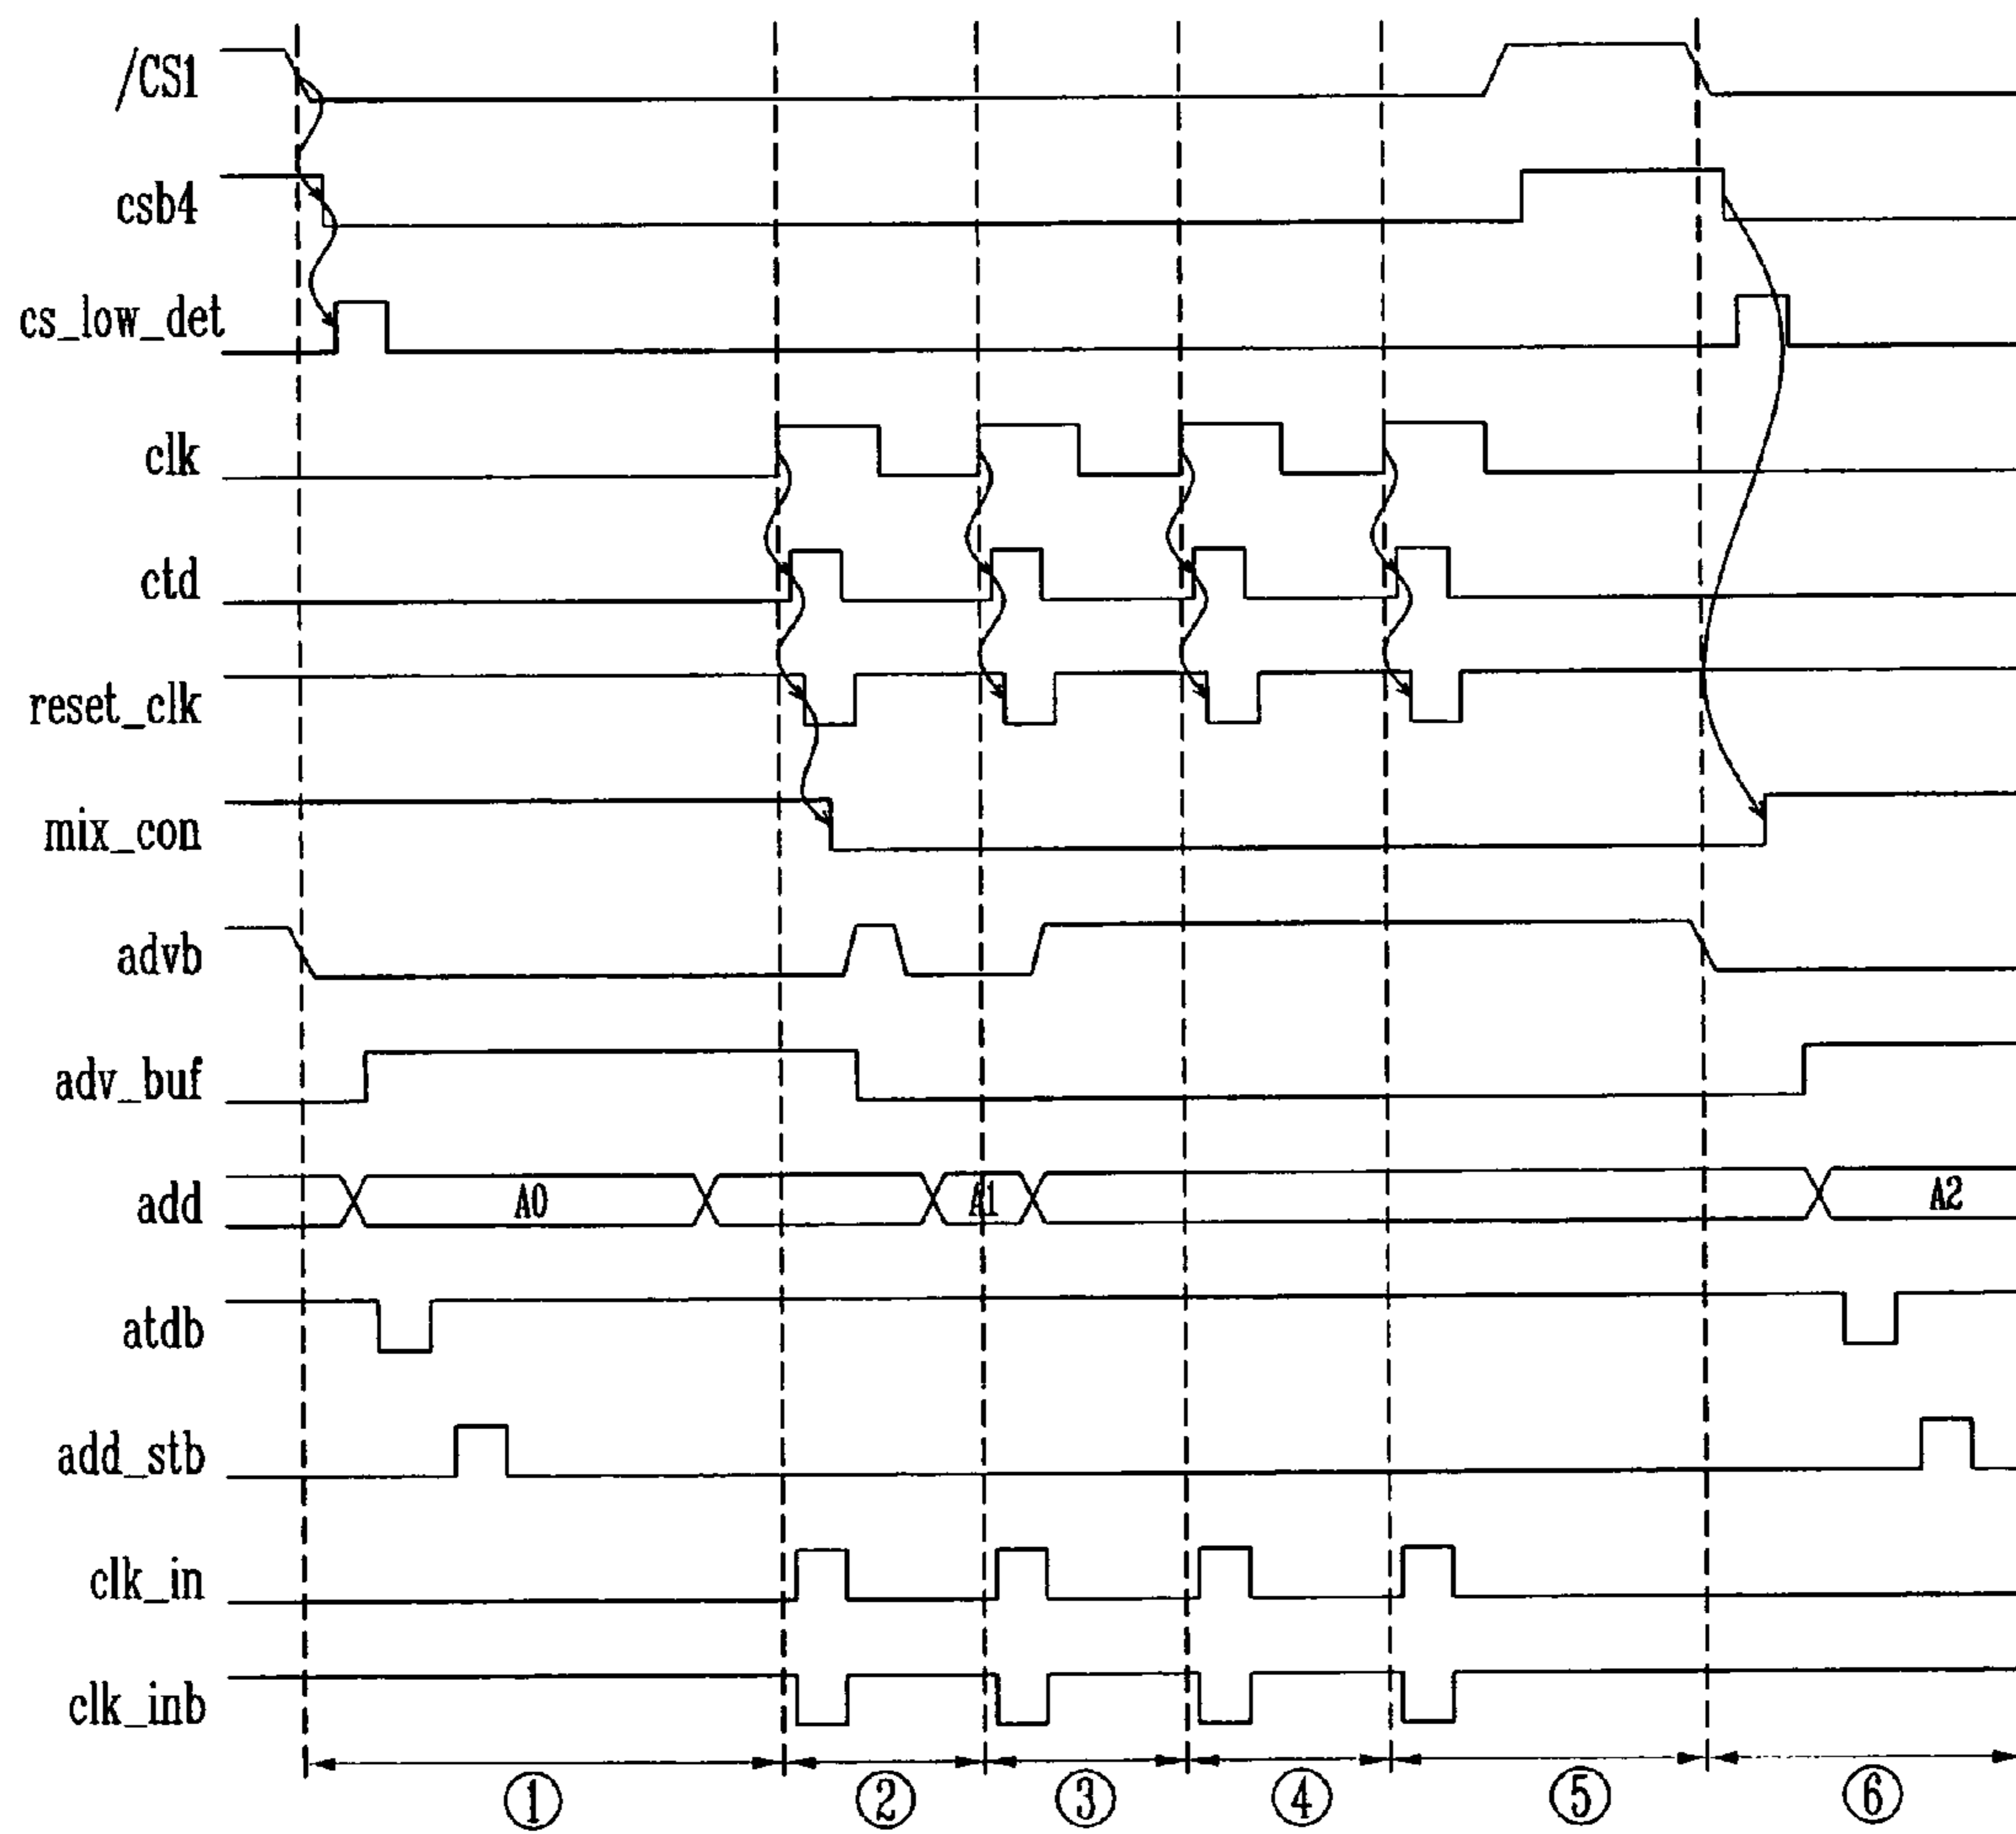 /CS1
csb4
cs_low_det
clk
ctd
reset_clk
mix_con
advb
adv_buf
add A0 A1 A2
atdb
add_stb
clk_in
clk_inb
① ② ③ ④ ⑤ ⑥